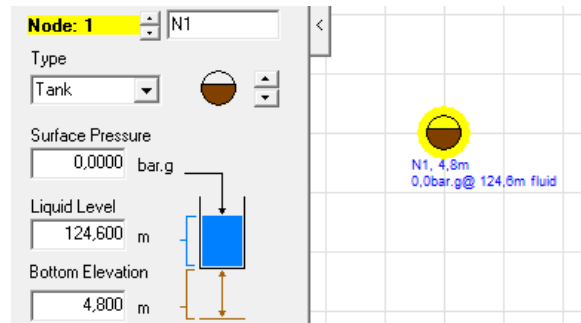 Node: 1 N1
<
Type
Tank
Surface Pressure
0,0000 bar.g
Liquid Level
124,600 m
Bottom Elevation
4,800 m
N1, 4,8m
0,0bar.g@ 124,6m fluid